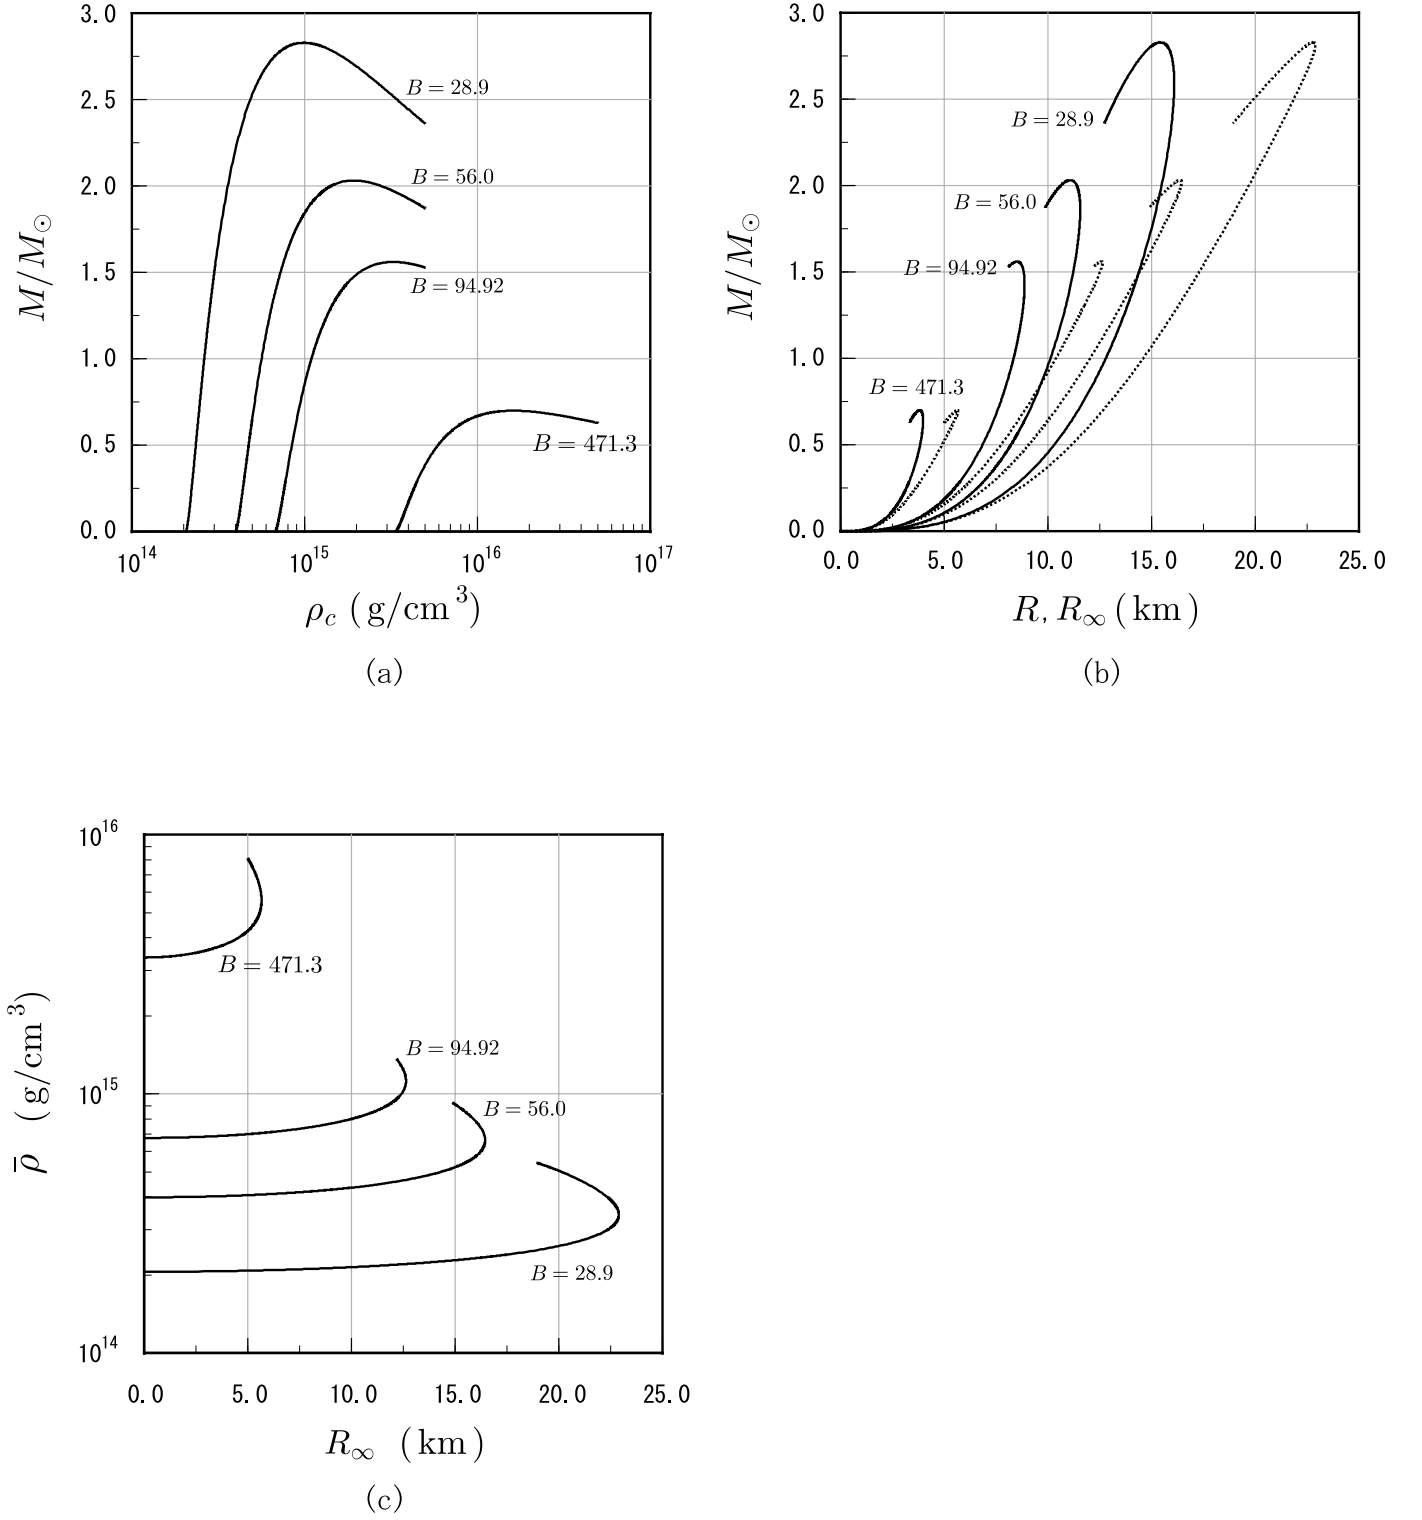 3.0
2.5
2.0
1.5
1.0
0.5
0.0
M/M⊙
B = 28.9
B = 56.0
B = 94.92
B = 471.3
10^14
10^15
10^16
10^17
ρ_c (g/cm^3)
(a)
3.0
2.5
2.0
1.5
1.0
0.5
0.0
M/M⊙
B = 28.9
B = 56.0
B = 94.92
B = 471.3
0.0 5.0 10.0 15.0 20.0 25.0
R, R_∞ (km)
(b)
10^16
10^15
10^14
ρ̄ (g/cm^3)
B = 471.3
B = 94.92
B = 56.0
B = 28.9
0.0 5.0 10.0 15.0 20.0 25.0
R_∞ (km)
(c)